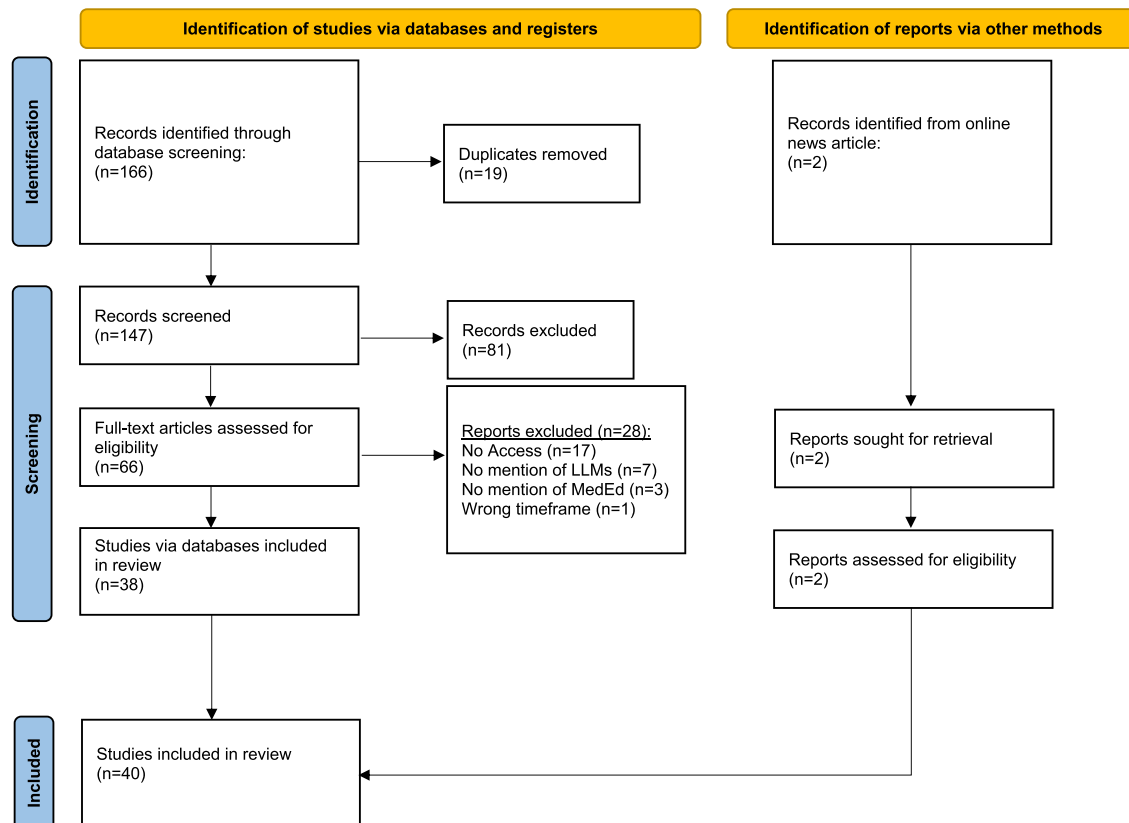 Identification of studies via databases and registers
Identification of reports via other methods
Identification
Records identified through
database screening:
(n=166)
Duplicates removed
(n=19)
Records identified from online
news article:
(n=2)
Screening
Records screened
(n=147)
Records excluded
(n=81)
Full-text articles assessed for
eligibility
(n=66)
Reports excluded (n=28):
No Access (n=17)
No mention of LLMs (n=7)
No mention of MedEd (n=3)
Wrong timeframe (n=1)
Reports sought for retrieval
(n=2)
Studies via databases included
in review
(n=38)
Reports assessed for eligibility
(n=2)
Included
Studies included in review
(n=40)